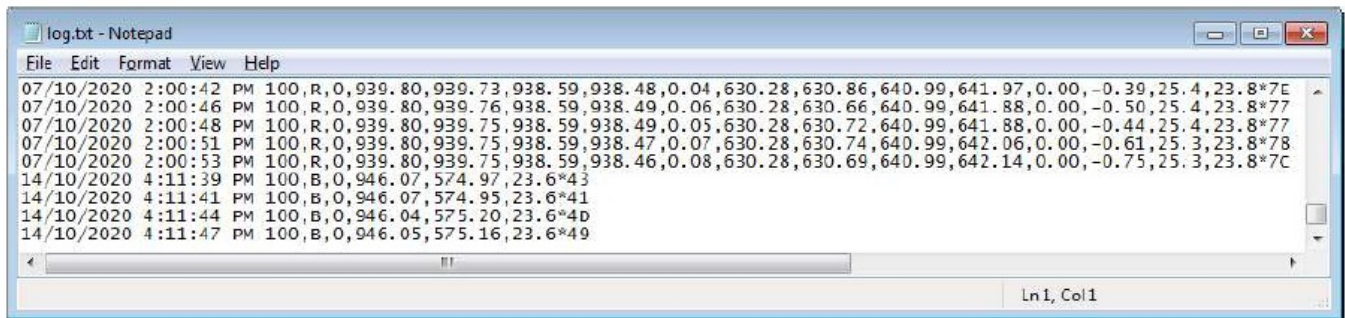 log.txt - Notepad
File Edit Format View Help
07/10/2020 2:00:42 PM 100,R,0,939.80,939.73,938.59,938.48,0.04,630.28,630.86,640.99,641.97,0.00,-0.39,25.4,23.8*7E
07/10/2020 2:00:46 PM 100,R,0,939.80,939.76,938.59,938.49,0.06,630.28,630.66,640.99,641.88,0.00,-0.50,25.4,23.8*77
07/10/2020 2:00:48 PM 100,R,0,939.80,939.75,938.59,938.49,0.05,630.28,630.72,640.99,641.88,0.00,-0.44,25.4,23.8*77
07/10/2020 2:00:51 PM 100,R,0,939.80,939.75,938.59,938.47,0.07,630.28,630.74,640.99,642.06,0.00,-0.61,25.3,23.8*78
07/10/2020 2:00:53 PM 100,R,0,939.80,939.75,938.59,938.46,0.08,630.28,630.69,640.99,642.14,0.00,-0.75,25.3,23.8*7C
14/10/2020 4:11:39 PM 100,B,0,946.07,574.97,23.6*43
14/10/2020 4:11:41 PM 100,B,0,946.07,574.95,23.6*41
14/10/2020 4:11:44 PM 100,B,0,946.04,575.20,23.6*4D
14/10/2020 4:11:47 PM 100,B,0,946.05,575.16,23.6*49
Ln 1, Col 1